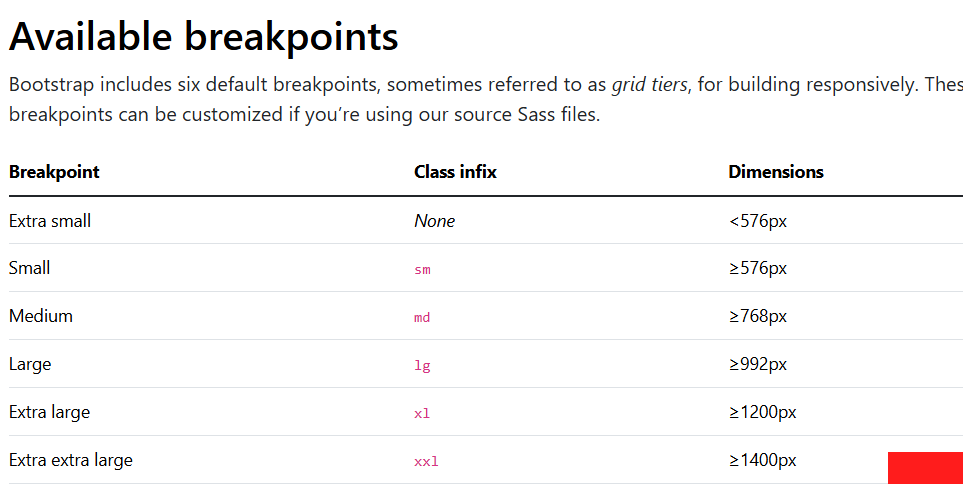 Available breakpoints
Bootstrap includes six default breakpoints, sometimes referred to as grid tiers, for building responsively.
breakpoints can be customized if you’re using our source Sass files.
Breakpoint Class infix Dimensions
Extra small None <576px
Small sm ≥576px
Medium md ≥768px
Large lg ≥992px
Extra large xl ≥1200px
Extra extra large xxl ≥1400px